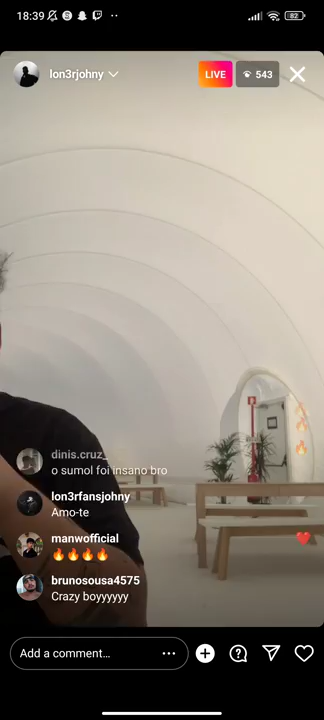 18:39
82
lon3rjohny
LIVE
543
dinis.cruz_
o sumol foi insano bro
lon3rfansjohny
Amo-te
manwofficial
🔥🔥🔥🔥
brunosousa4575
Crazy boyyyyyy
Add a comment...